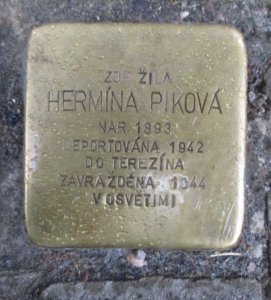 ZDE ŽILA
HERMÍNA PIKOVÁ
NAR. 1893
DEPORTOVÁNA 1942
DO TEREZÍNA
ZAVRAŽDĚNA 1944
V OSVĚTIMI